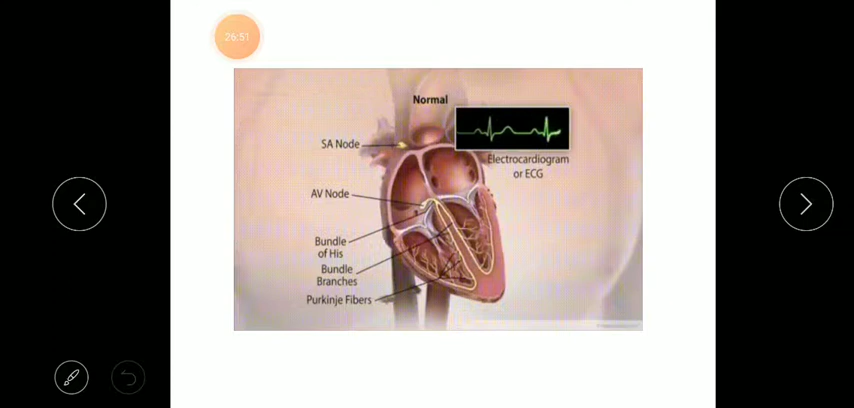 26:51
Normal
SA Node
Electrocardiogram
or ECG
AV Node
Bundle
of His
Bundle
Branches
Purkinje Fibers